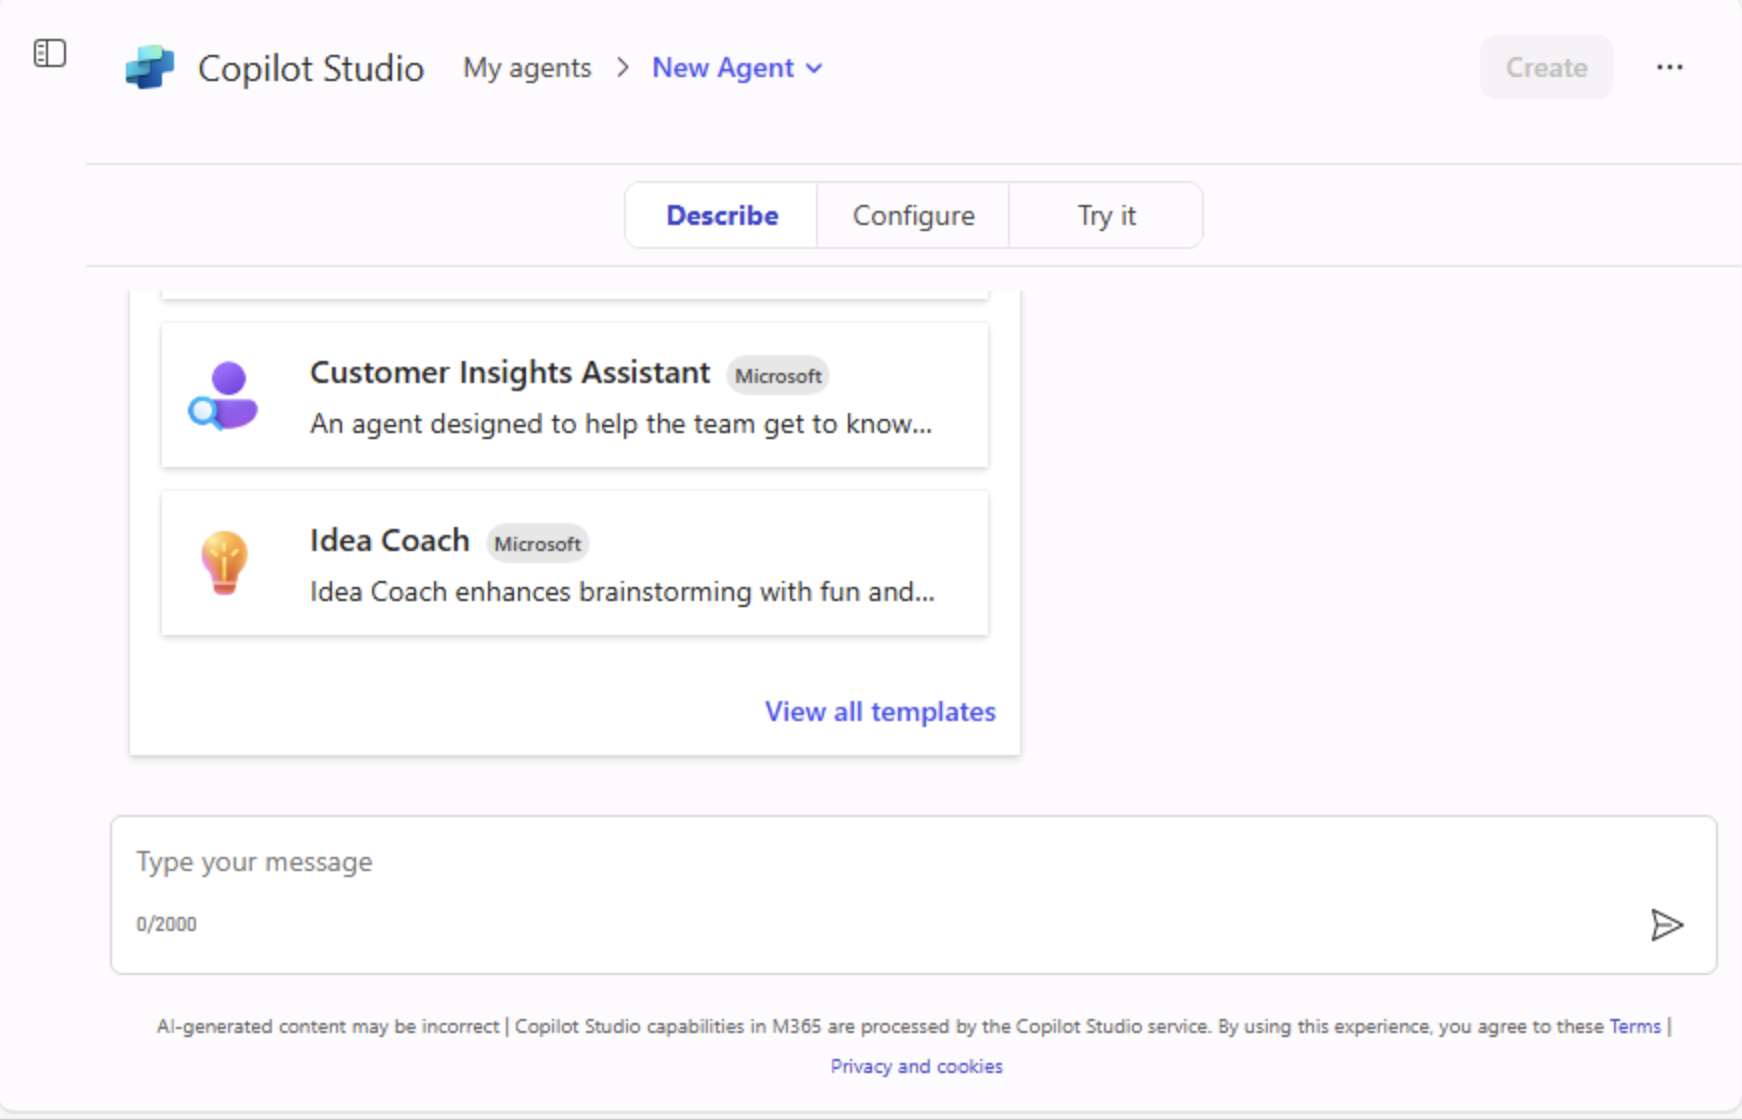 Copilot Studio My agents > New Agent Create ...
Describe Configure Try it
Customer Insights Assistant Microsoft
An agent designed to help the team get to know...
Idea Coach Microsoft
Idea Coach enhances brainstorming with fun and...
View all templates
Type your message
0/2000
AI-generated content may be incorrect | Copilot Studio capabilities in M365 are processed by the Copilot Studio service. By using this experience, you agree to these Terms |
Privacy and cookies